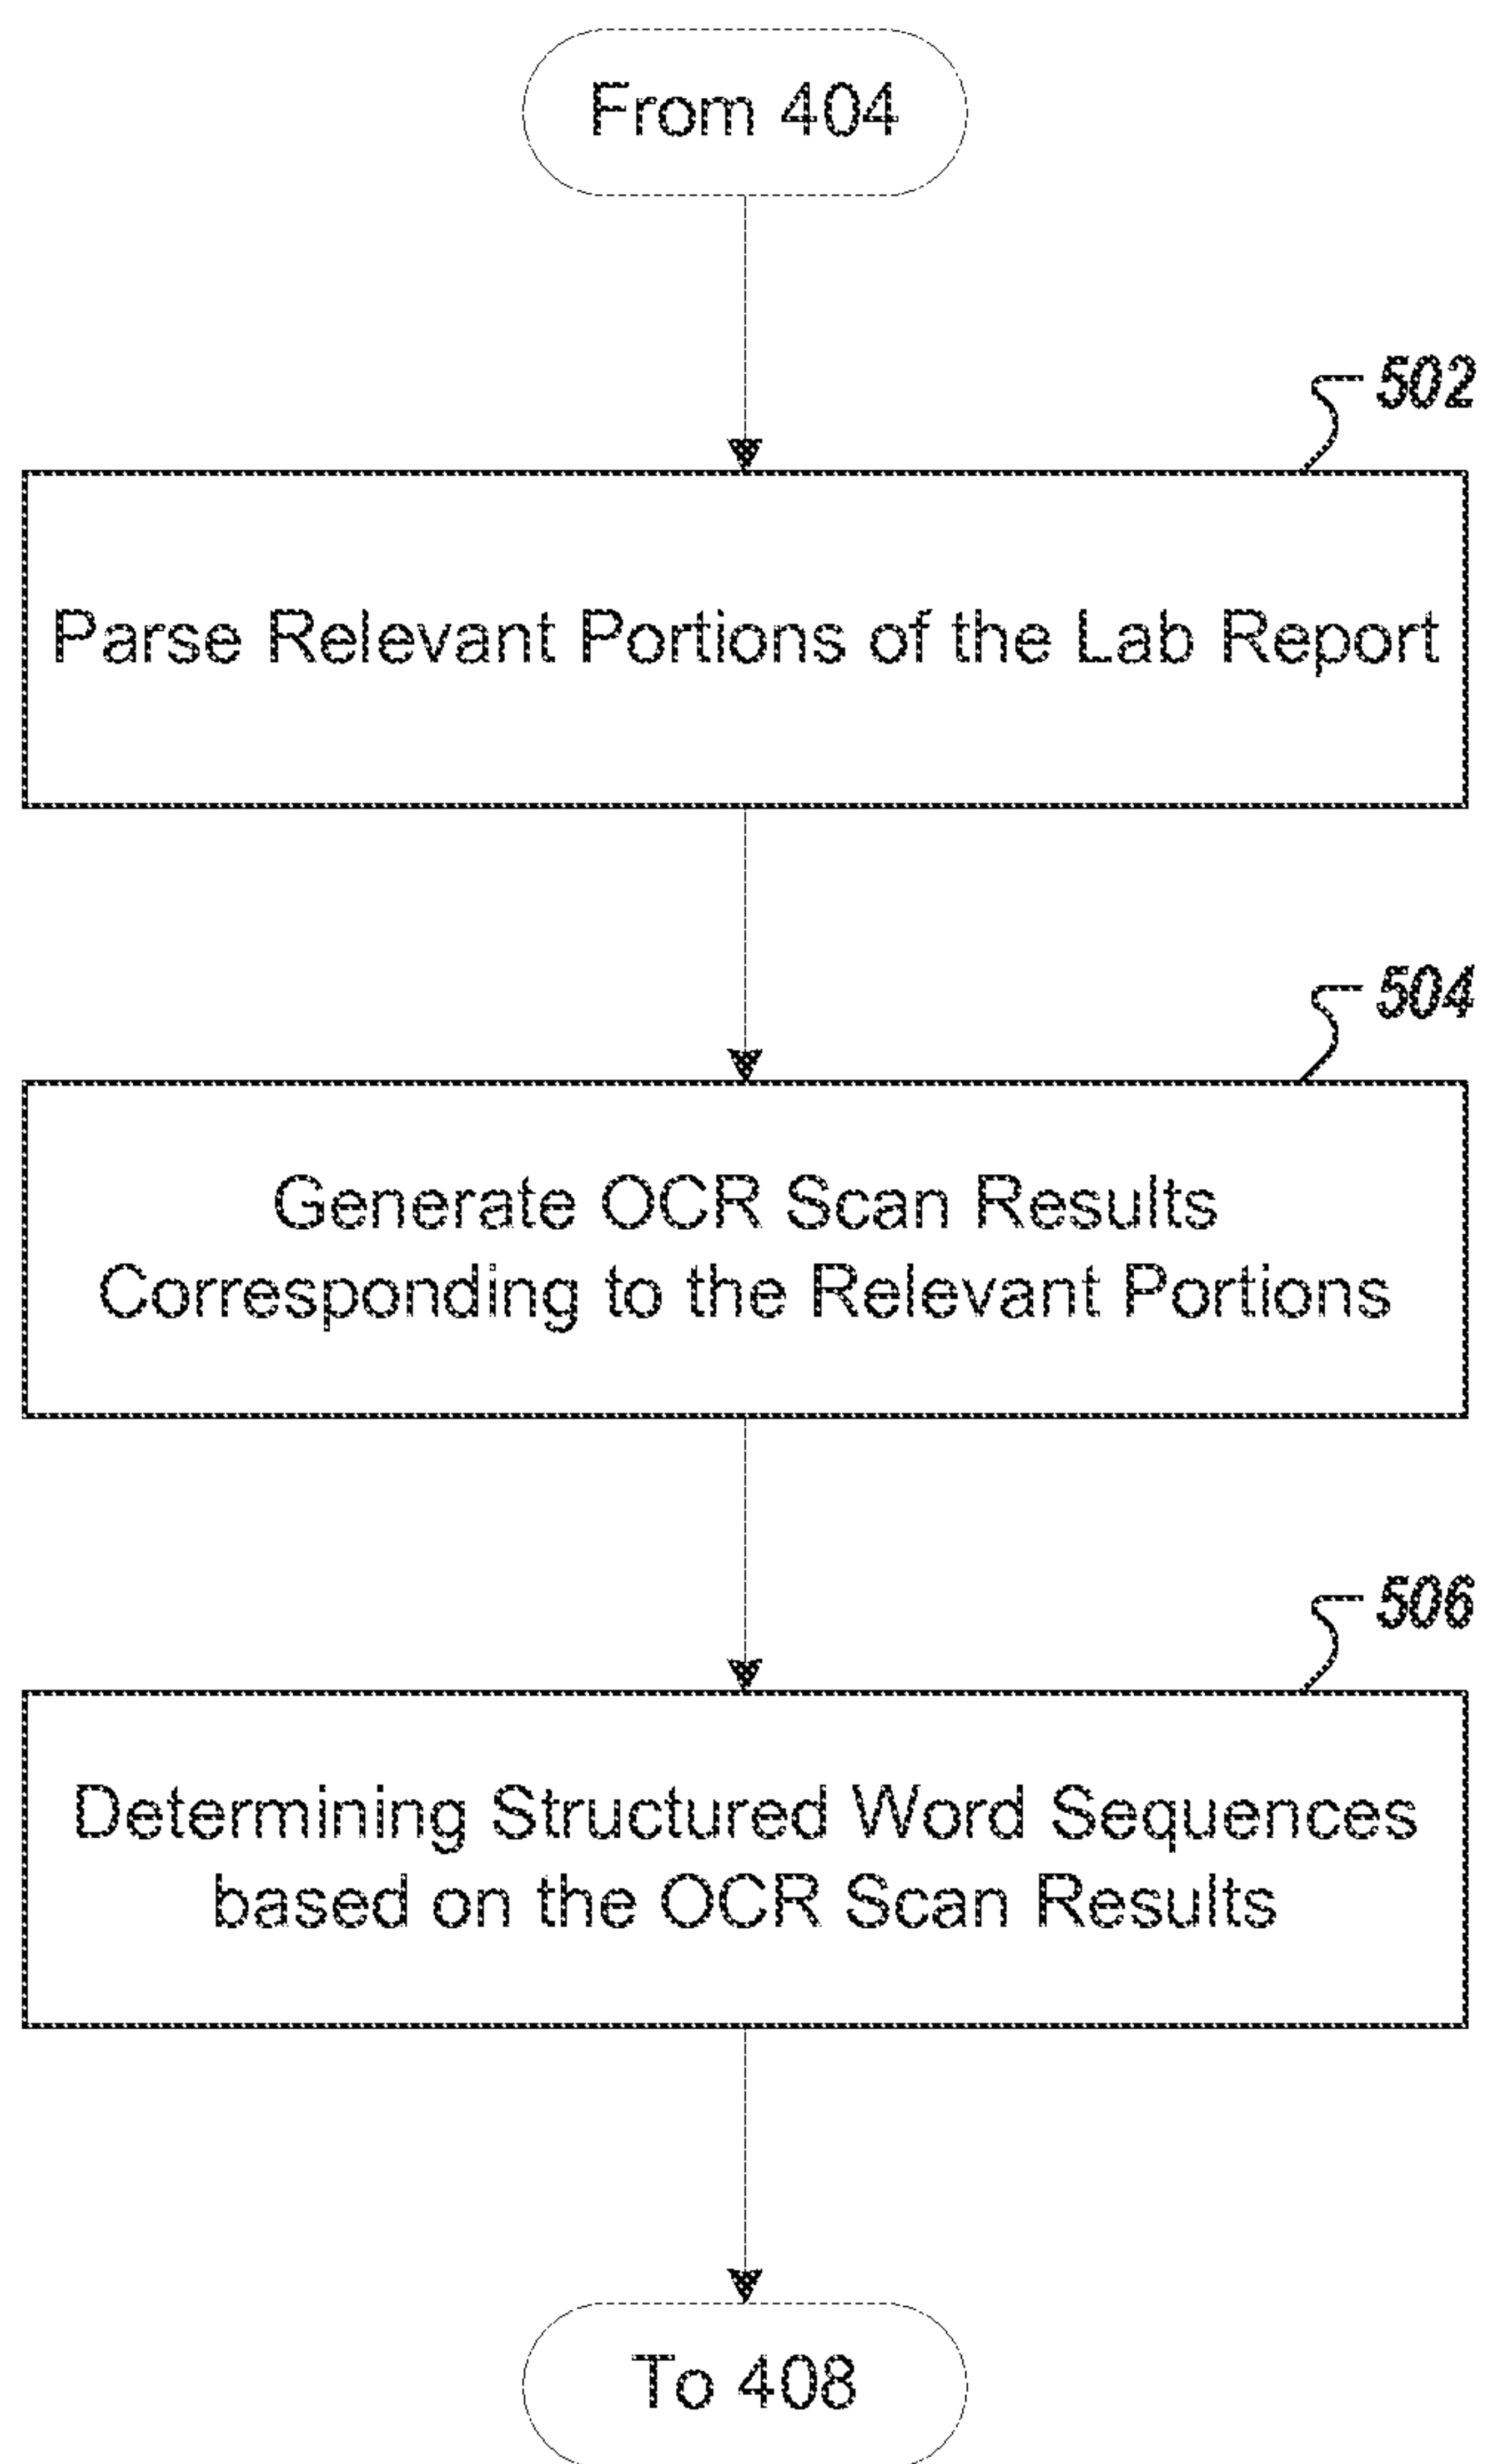 From 404
502
Parse Relevant Portions of the Lab Report
504
Generate OCR Scan Results
Corresponding to the Relevant Portions
506
Determining Structured Word Sequences
based on the OCR Scan Results
To 408